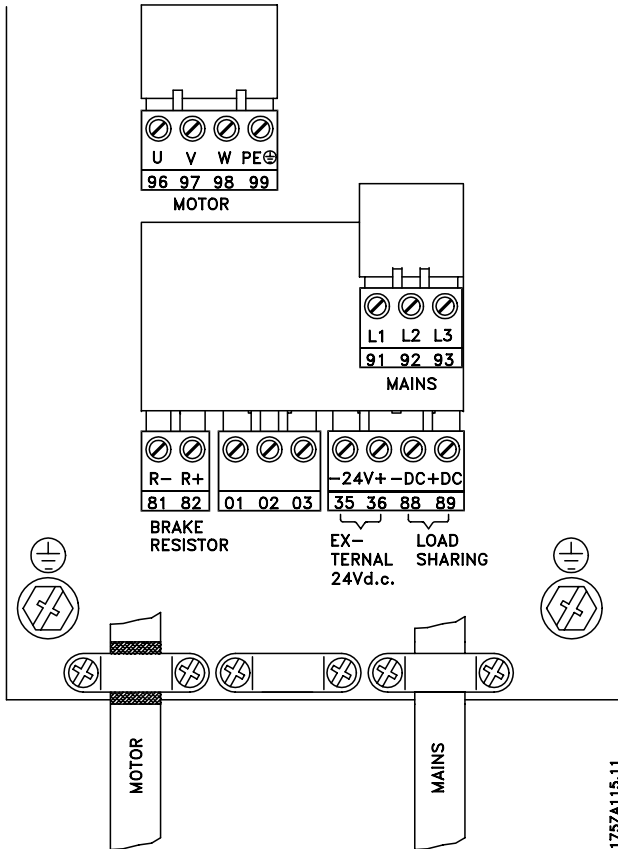 U V W PE
96 97 98 99
MOTOR
L1 L2 L3
91 92 93
MAINS
R- R+
81 82
BRAKE
RESISTOR
01 02 03
-24V+ -DC+DC
35 36 88 89
EX-
TERNAL
24Vd.c.
LOAD
SHARING
MOTOR
MAINS
175ZA115.11